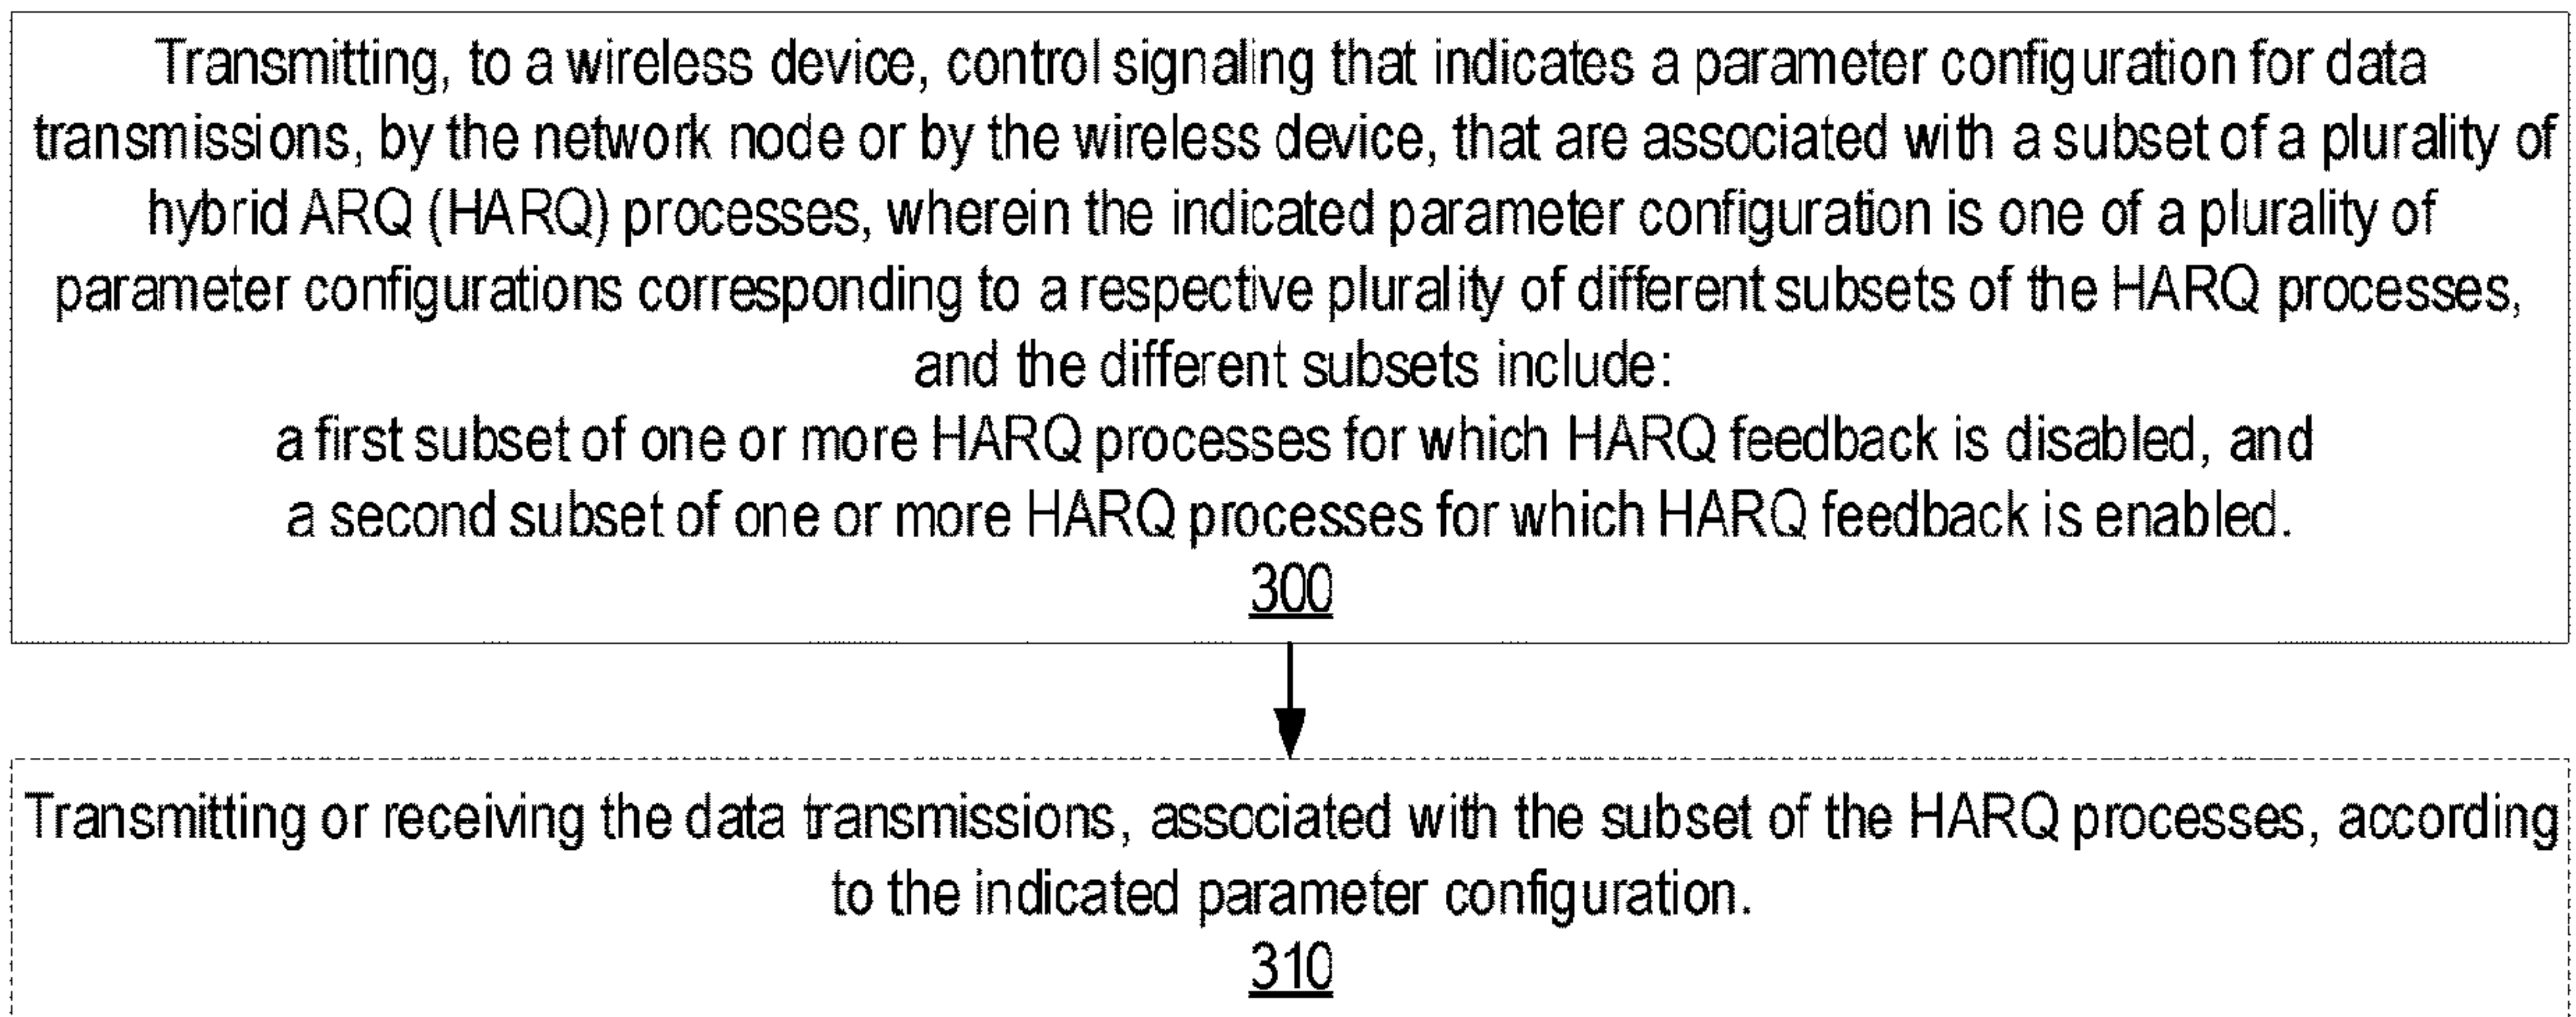 Transmitting, to a wireless device, control signaling that indicates a parameter configuration for data
transmissions, by the network node or by the wireless device, that are associated with a subset of a plurality of
hybrid ARQ (HARQ) processes, wherein the indicated parameter configuration is one of a plurality of
parameter configurations corresponding to a respective plurality of different subsets of the HARQ processes,
and the different subsets include:
a first subset of one or more HARQ processes for which HARQ feedback is disabled, and
a second subset of one or more HARQ processes for which HARQ feedback is enabled.
300
Transmitting or receiving the data transmissions, associated with the subset of the HARQ processes, according
to the indicated parameter configuration.
310